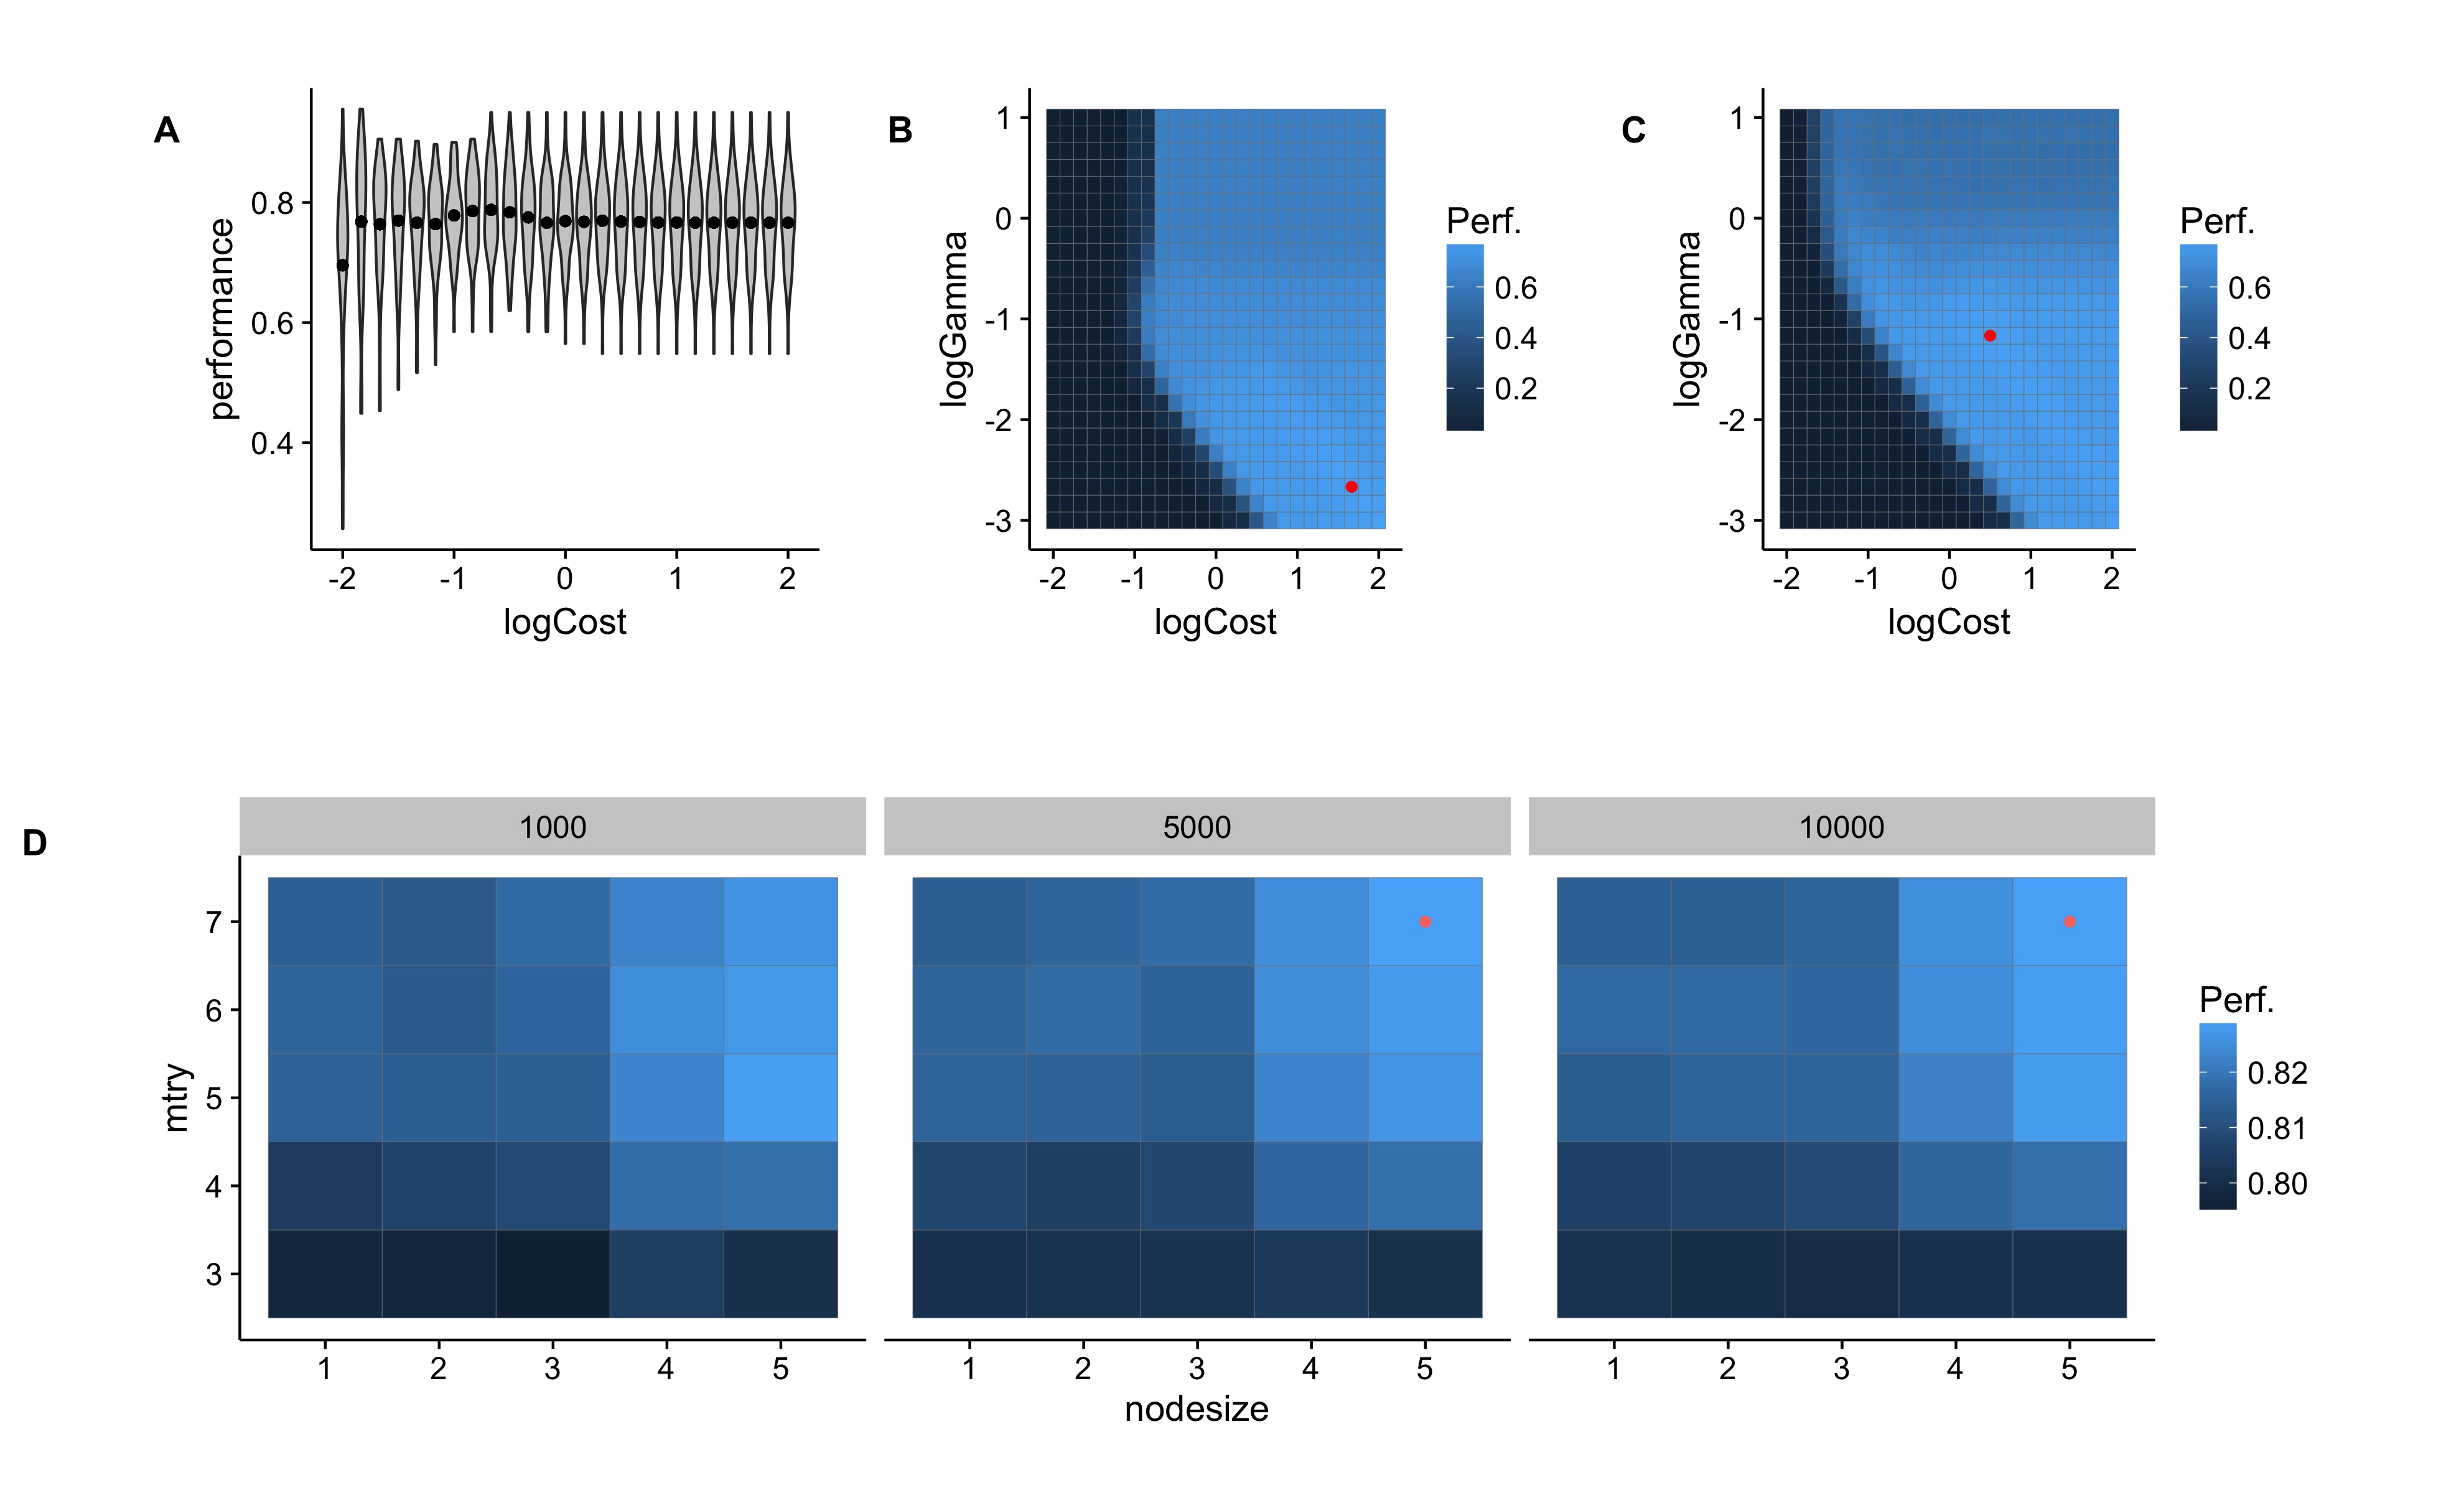 A
performance
0.8
0.6
0.4
-2 -1 0 1 2
logCost
B
logGamma
1
0
-1
-2
-3
-2 -1 0 1 2
logCost
Perf.
0.6
0.4
0.2
C
logGamma
1
0
-1
-2
-3
-2 -1 0 1 2
logCost
Perf.
0.6
0.4
0.2
D
1000 5000 10000
mtry
7
6
5
4
3
1 2 3 4 5 1 2 3 4 5 1 2 3 4 5
nodesize
Perf.
0.82
0.81
0.80